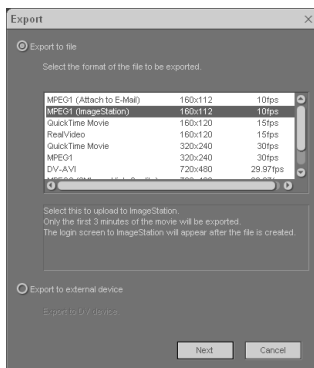 Export
Export to file
Select the format of the file to be exported.
MPEG1 (Attach to E-Mail) 160x112 10fps
MPEG1 (ImageStation) 160x112 10fps
QuickTime Movie 160x120 15fps
RealVideo 160x120 15fps
QuickTime Movie 320x240 30fps
MPEG1 320x240 30fps
DV-AVI 720x480 29.97fps
Select this to upload to ImageStation.
Only the first 3 minutes of the movie will be exported.
The login screen to ImageStation will appear after the file is created.
Export to external device
Export to DV device.
Next Cancel